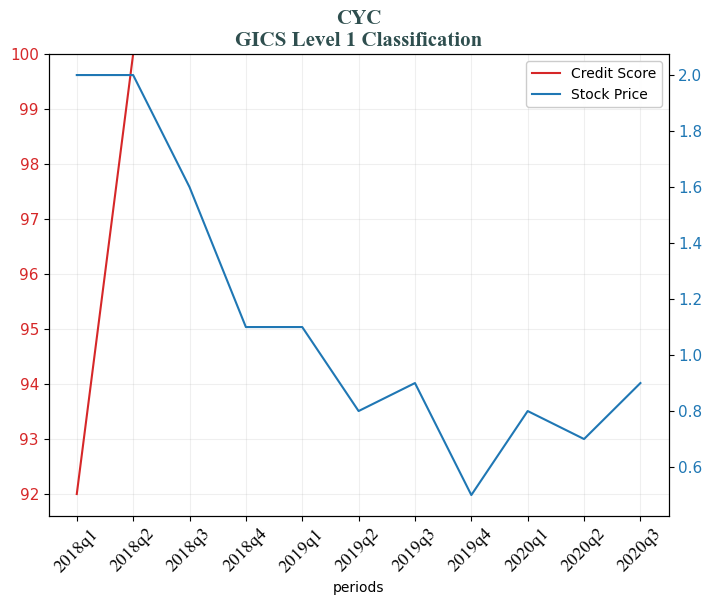 CYC
GICS Level 1 Classification
Credit Score
Stock Price
100
99
98
97
96
95
94
93
92
2.0
1.8
1.6
1.4
1.2
1.0
0.8
0.6
2018q1
2018q2
2018q3
2018q4
2019q1
2019q2
2019q3
2019q4
2020q1
2020q2
2020q3
periods